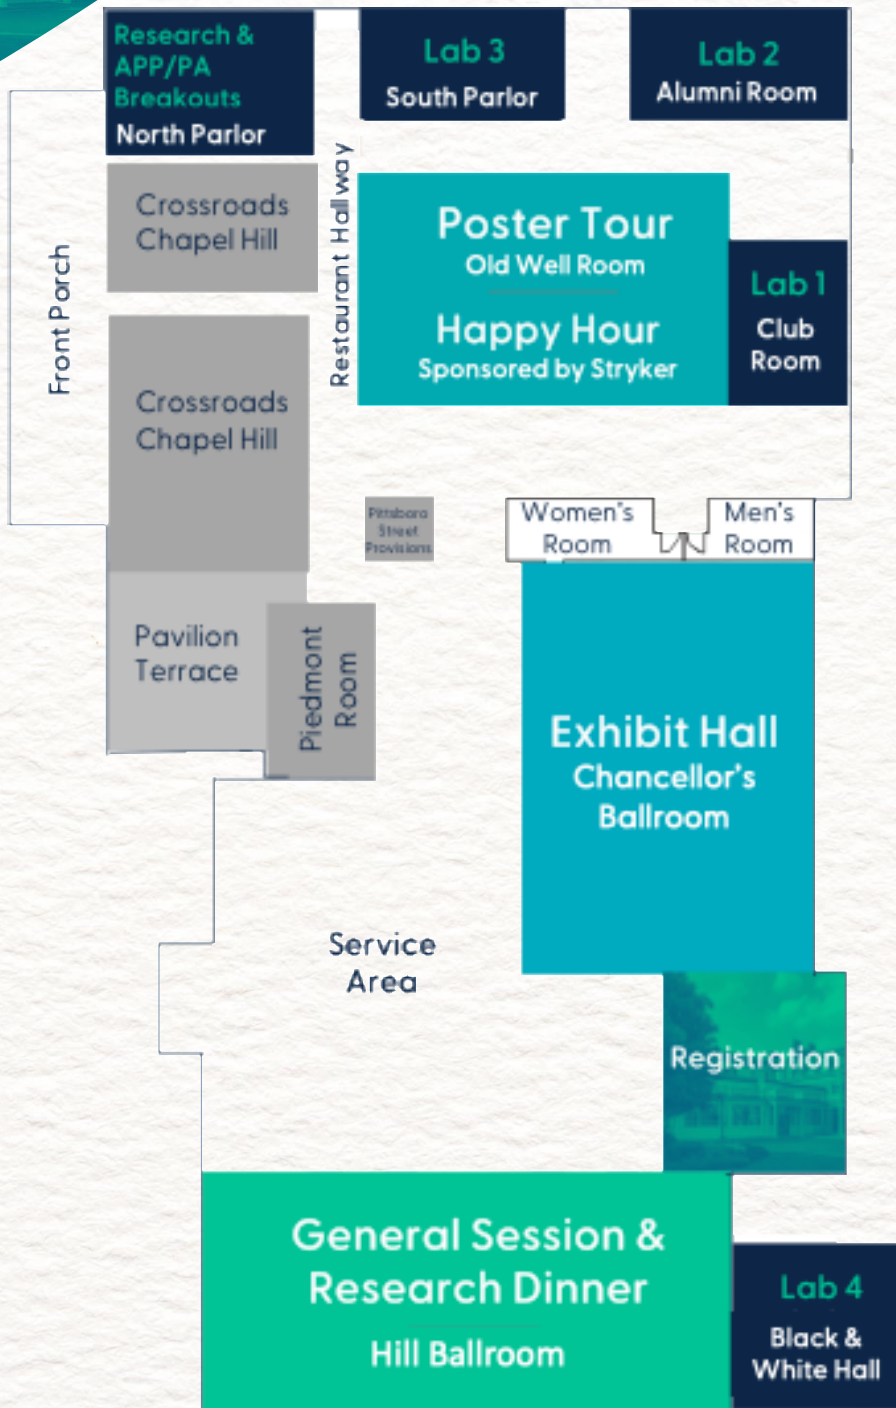 Research &
APP/PA
Breakouts
North Parlor
Lab 3
South Parlor
Lab 2
Alumni Room
Crossroads
Chapel Hill
Front Porch
Restaurant Hallway
Poster Tour
Old Well Room
Happy Hour
Sponsored by Stryker
Lab 1
Club
Room
Crossroads
Chapel Hill
Pittsboro
Street
Provisions
Women's
Room
Men's
Room
Pavilion
Terrace
Piedmont
Room
Exhibit Hall
Chancellor's
Ballroom
Service
Area
Registration
General Session &
Research Dinner
Hill Ballroom
Lab 4
Black &
White Hall